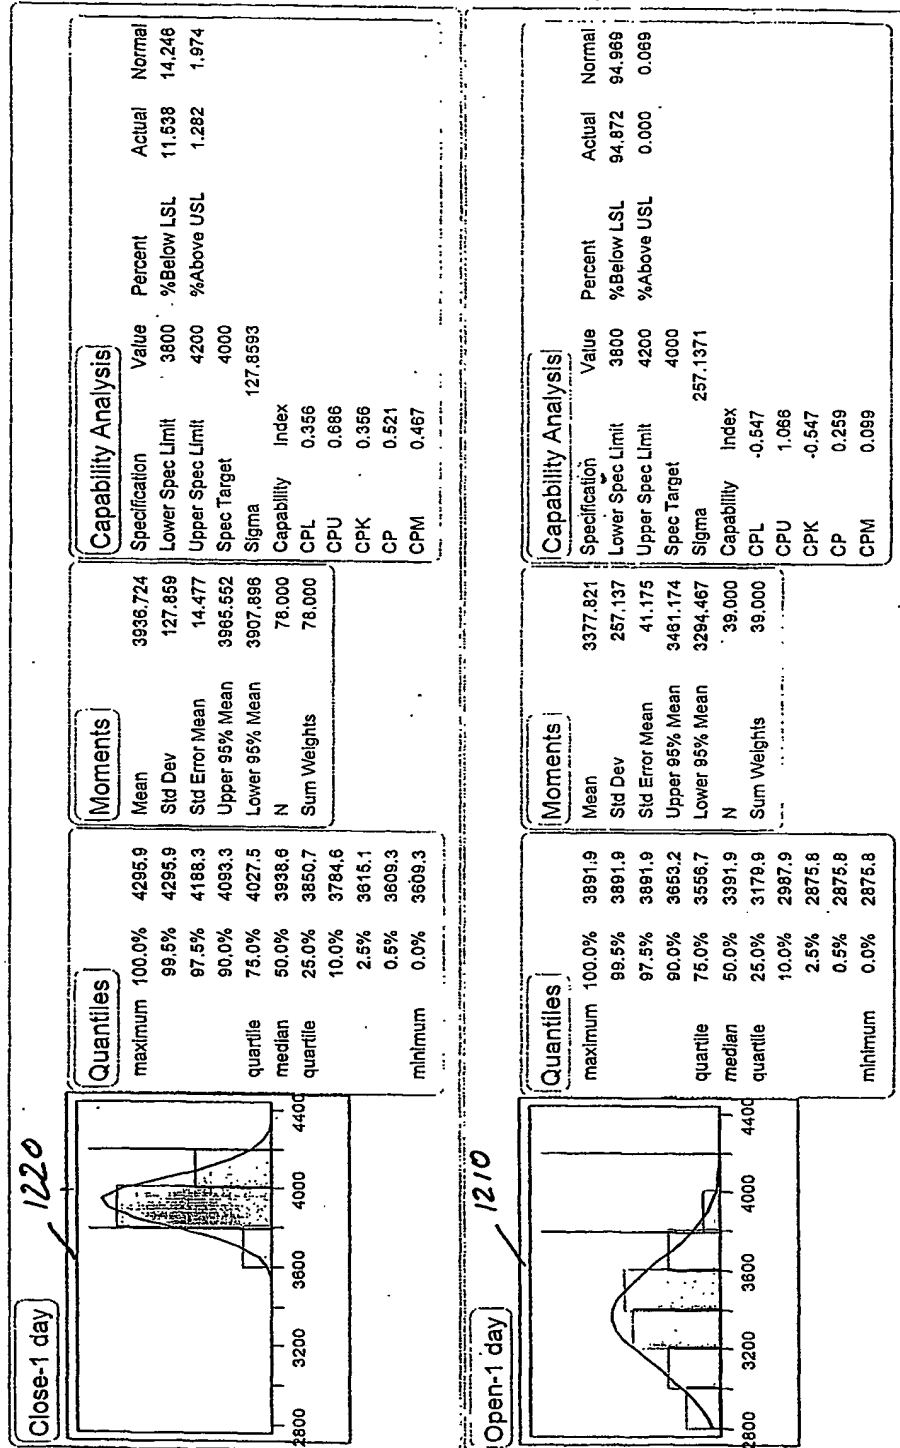 Close-1 day
1220
2800 3200 3600 4000 4400
Quantiles
maximum 100.0% 4295.9
99.5% 4295.9
97.5% 4188.3
90.0% 4093.3
quartile 75.0% 4027.5
median 50.0% 3938.6
quartile 25.0% 3850.7
10.0% 3784.6
2.5% 3615.1
0.5% 3609.3
minimum 0.0% 3609.3
Moments
Mean 3936.724
Std Dev 127.859
Std Error Mean 14.477
Upper 95% Mean 3965.552
Lower 95% Mean 3907.896
N 78.000
Sum Weights 78.000
Capability Analysis
Specification Value Percent Actual Normal
Lower Spec Limit 3800 %Below LSL 11.538 14.246
Upper Spec Limit 4200 %Above USL 1.282 1.974
Spec Target 4000
Sigma 127.8593
Capability Index
CPL 0.356
CPU 0.686
CPK 0.356
CP 0.521
CPM 0.467
Open-1 day
1210
2800 3200 3600 4000 4400
Quantiles
maximum 100.0% 3891.9
99.5% 3891.9
97.5% 3891.9
90.0% 3653.2
quartile 75.0% 3556.7
median 50.0% 3391.9
quartile 25.0% 3179.9
10.0% 2987.9
2.5% 2875.8
0.5% 2875.8
minimum 0.0% 2875.8
Moments
Mean 3377.821
Std Dev 257.137
Std Error Mean 41.175
Upper 95% Mean 3461.174
Lower 95% Mean 3294.467
N 39.000
Sum Weights 39.000
Capability Analysis
Specification Value Percent Actual Normal
Lower Spec Limit 3800 %Below LSL 94.872 94.969
Upper Spec Limit 4200 %Above USL 0.000 0.069
Spec Target 4000
Sigma 257.1371
Capability Index
CPL -0.547
CPU 1.066
CPK -0.547
CP 0.259
CPM 0.099